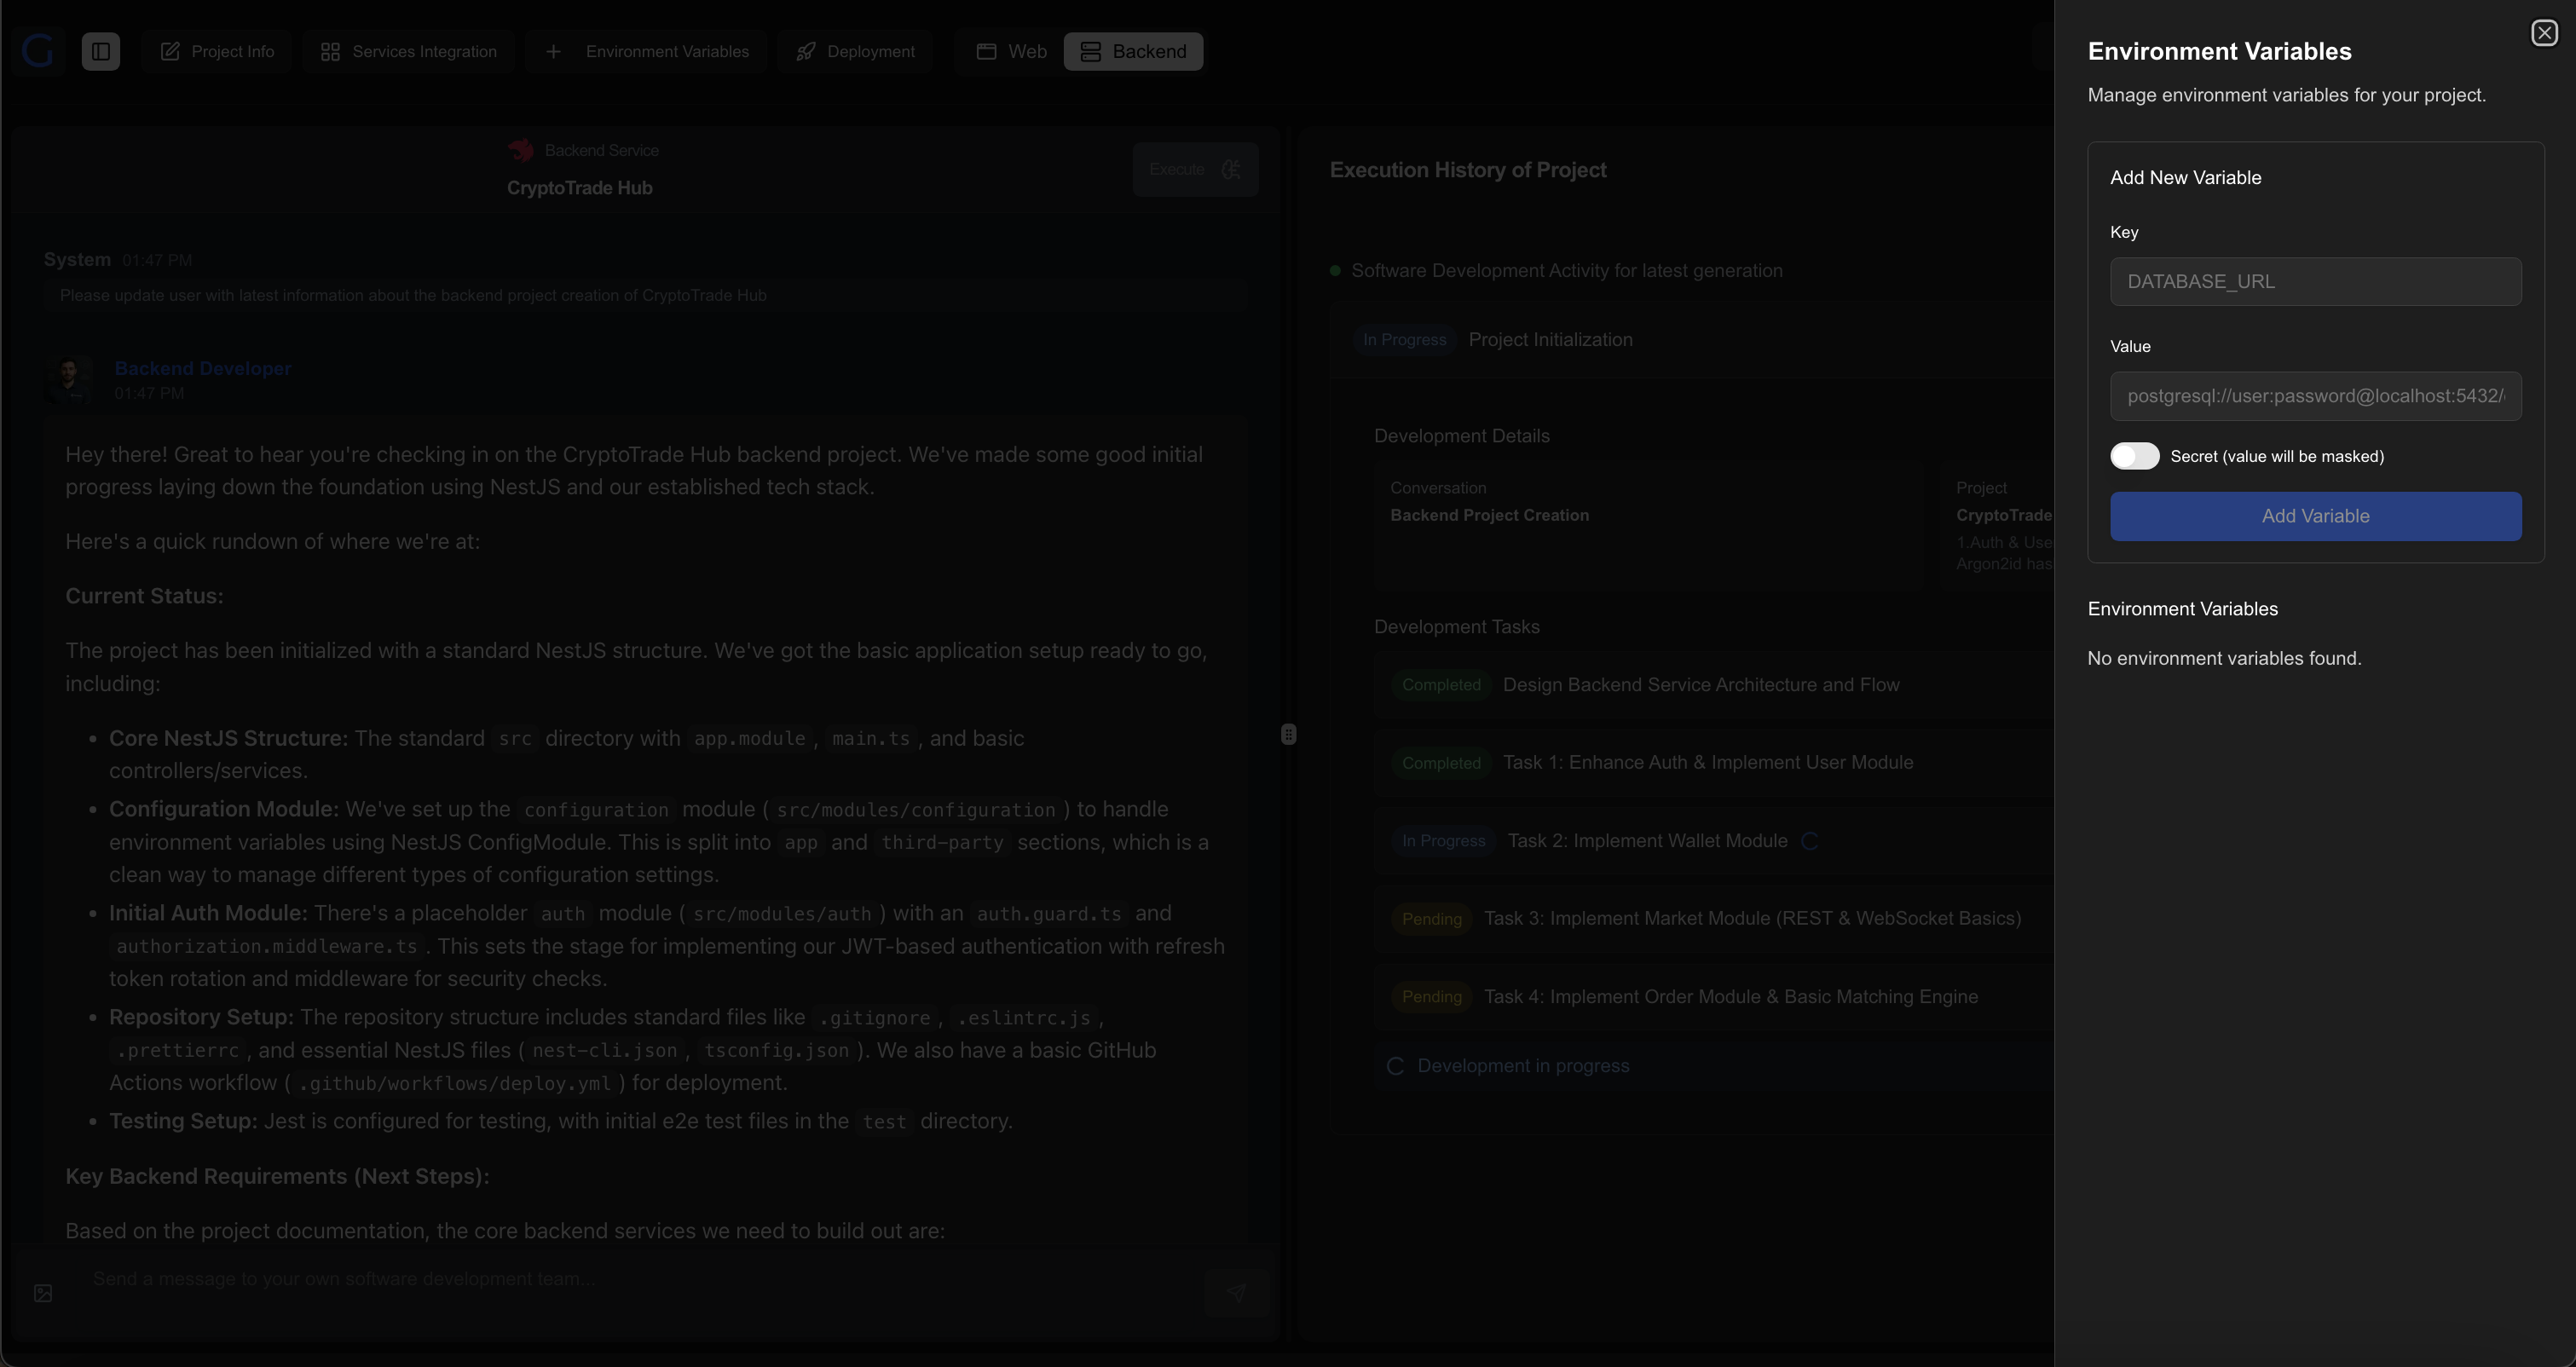 G
Project Info
Services Integration
Environment Variables
Deployment
Web
Backend
Backend Service
CryptoTrade Hub
Execute
System 01:47 PM
Please update user with latest information about the backend project creation of CryptoTrade Hub
Backend Developer
01:47 PM
Hey there! Great to hear you're checking in on the CryptoTrade Hub backend project. We've made some good initial
progress laying down the foundation using NestJS and our established tech stack.
Here's a quick rundown of where we're at:
Current Status:
The project has been initialized with a standard NestJS structure. We've got the basic application setup ready to go,
including:
• Core NestJS Structure: The standard src directory with app.module, main.ts, and basic
controllers/services.
• Configuration Module: We've set up the configuration module (src/modules/configuration) to handle
environment variables using NestJS ConfigModule. This is split into app and third-party sections, which is a
clean way to manage different types of configuration settings.
• Initial Auth Module: There's a placeholder auth module (src/modules/auth) with an auth.guard.ts and
authorization.middleware.ts. This sets the stage for implementing our JWT-based authentication with refresh
token rotation and middleware for security checks.
• Repository Setup: The repository structure includes standard files like .gitignore, .eslintrc.js,
.prettierrc, and essential NestJS files (nest-cli.json, tsconfig.json). We also have a basic GitHub
Actions workflow (.github/workflows/deploy.yml) for deployment.
• Testing Setup: Jest is configured for testing, with initial e2e test files in the test directory.
Key Backend Requirements (Next Steps):
Based on the project documentation, the core backend services we need to build out are:
Send a message to your own software development team...
Execution History of Project
Software Development Activity for latest generation
In Progress Project Initialization
Development Details
Conversation
Backend Project Creation
Project
CryptoTrade
1.Auth & Use
Argon2id has
Development Tasks
Completed Design Backend Service Architecture and Flow
Completed Task 1: Enhance Auth & Implement User Module
In Progress Task 2: Implement Wallet Module
Pending Task 3: Implement Market Module (REST & WebSocket Basics)
Pending Task 4: Implement Order Module & Basic Matching Engine
Development in progress
Environment Variables
Manage environment variables for your project.
Add New Variable
Key
DATABASE_URL
Value
postgresql://user:password@localhost:5432/
Secret (value will be masked)
Add Variable
Environment Variables
No environment variables found.